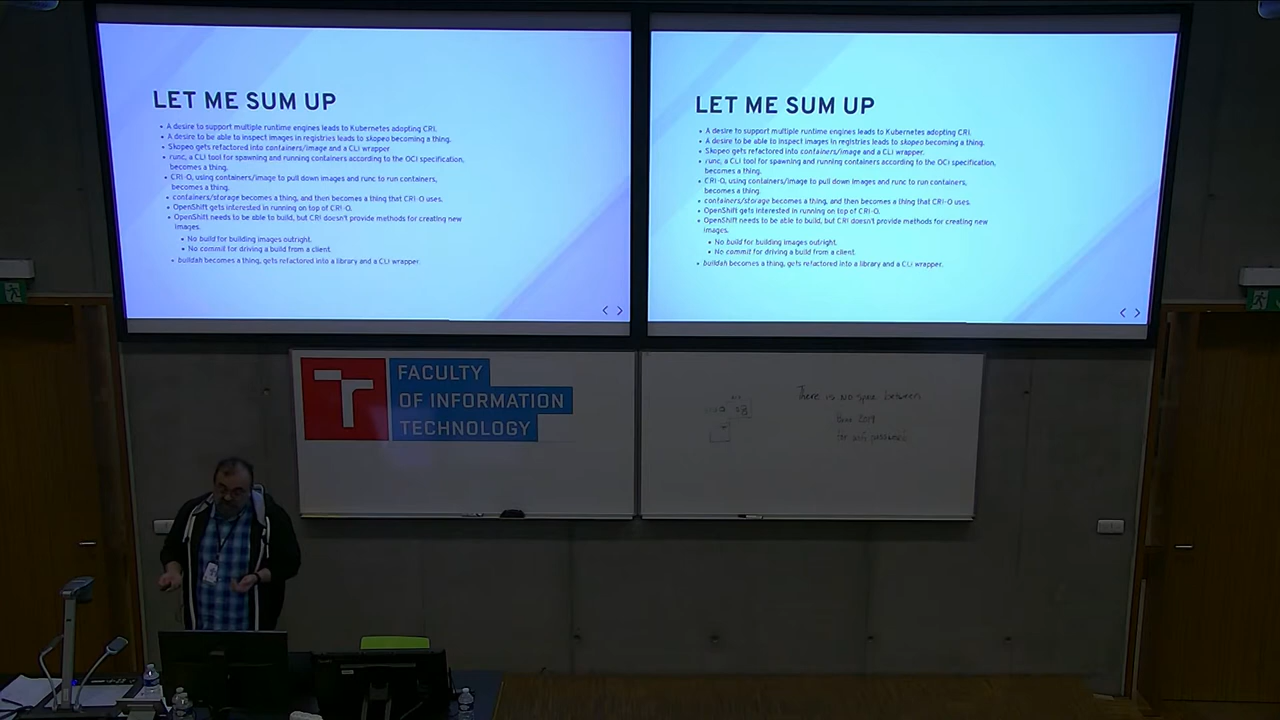 LET ME SUM UP
• A desire to support multiple runtime engines leads to Kubernetes adopting CRI.
• A desire to be able to inspect images in registries leads to skopeo becoming a thing.
• Skopeo gets refactored into containers/image and a CLI wrapper
• runc, a CLI tool for spawning and running containers according to the OCI specification,
becomes a thing.
• CRI-O, using containers/image to pull down images and runc to run containers,
becomes a thing.
• containers/storage becomes a thing, and then becomes a thing that CRI-O uses.
• OpenShift gets interested in running on top of CRI-O.
• OpenShift needs to be able to build, but CRI doesn't provide methods for creating new
images.
• No build for building images outright.
• No commit for driving a build from a client.
• buildah becomes a thing, gets refactored into a library and a CLI wrapper.
LET ME SUM UP
• A desire to support multiple runtime engines leads to Kubernetes adopting CRI.
• A desire to be able to inspect images in registries leads to skopeo becoming a thing.
• Skopeo gets refactored into containers/image and a CLI wrapper.
• runc, a CLI tool for spawning and running containers according to the OCI specification,
becomes a thing.
• CRI-O, using containers/image to pull down images and runc to run containers,
becomes a thing.
• containers/storage becomes a thing, and then becomes a thing that CRI-O uses.
• OpenShift gets interested in running on top of CRI-O.
• OpenShift needs to be able to build, but CRI doesn't provide methods for creating new
images.
• No build for building images outright.
• No commit for driving a build from a client.
• buildah becomes a thing, gets refactored into a library and a CLI wrapper.
FACULTY
OF INFORMATION
TECHNOLOGY
There is no between
for